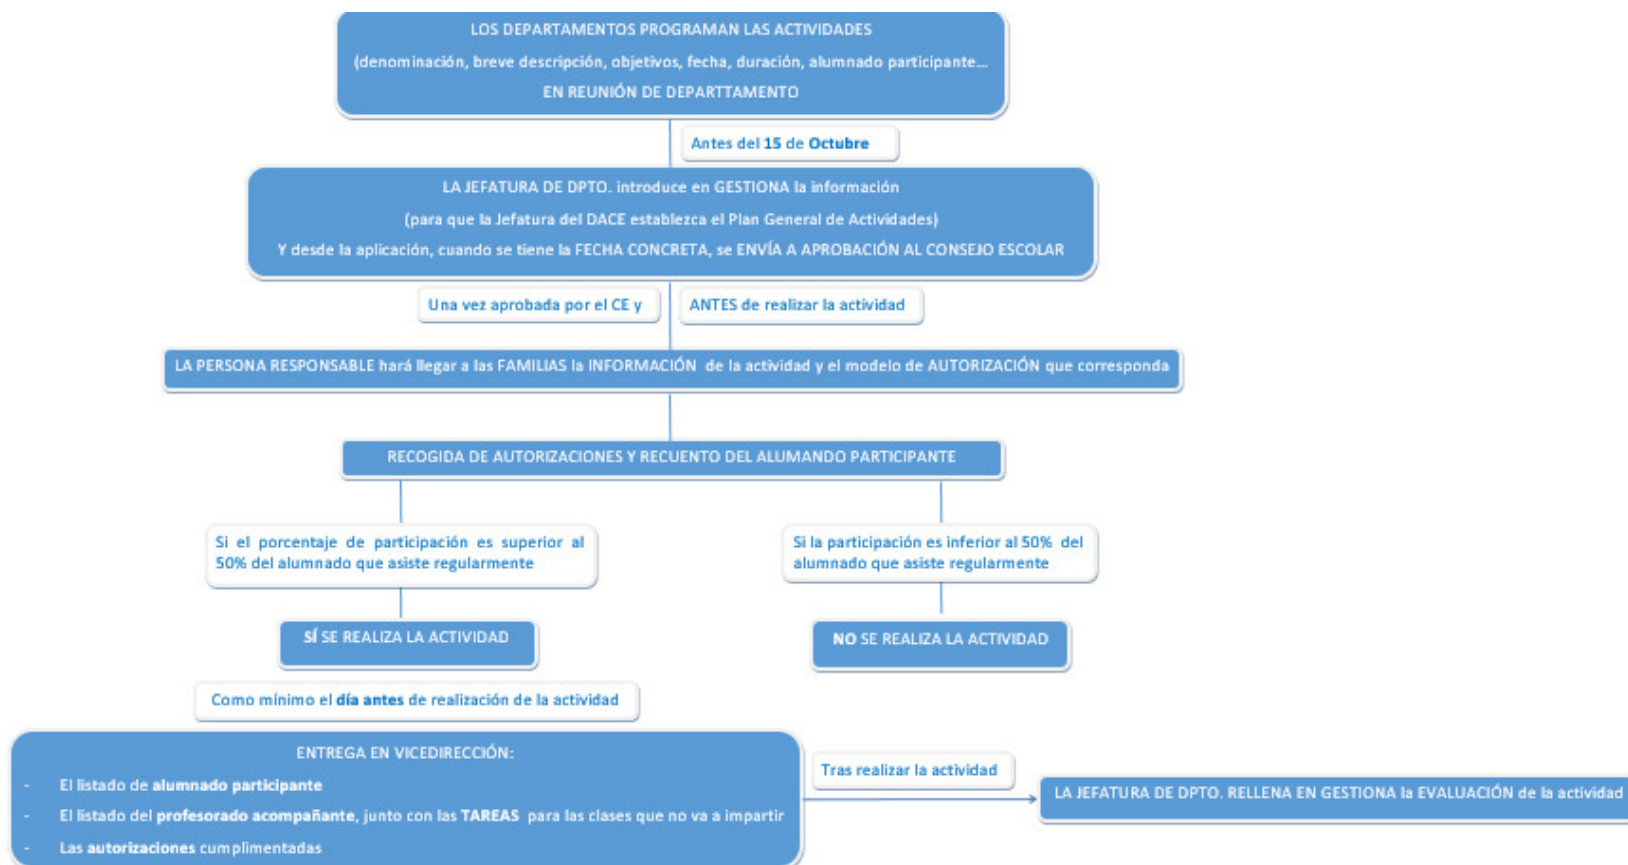 LOS DEPARTAMENTOS PROGRAMAN LAS ACTIVIDADES
(denominación, breve descripción, objetivos, fecha, duración, alumnado participante...
EN REUNIÓN DE DEPARTTAMENTO
Antes del 15 de Octubre
LA JEFATURA DE DPTO. introduce en GESTIONA la información
(para que la Jefatura del DACE establezca el Plan General de Actividades)
Y desde la aplicación, cuando se tiene la FECHA CONCRETA, se ENVÍA A APROBACIÓN AL CONSEJO ESCOLAR
Una vez aprobada por el CE y
ANTES de realizar la actividad
LA PERSONA RESPONSABLE hará llegar a las FAMILIAS la INFORMACIÓN de la actividad y el modelo de AUTORIZACIÓN que corresponda
RECOGIDA DE AUTORIZACIONES Y RECUENTO DEL ALUMANDO PARTICIPANTE
Si el porcentaje de participación es superior al
50% del alumnado que asiste regularmente
Si la participación es inferior al 50% del
alumnado que asiste regularmente
SÍ SE REALIZA LA ACTIVIDAD
NO SE REALIZA LA ACTIVIDAD
Como mínimo el día antes de realización de la actividad
ENTREGA EN VICEDIRECCIÓN:
- El listado de alumnado participante
- El listado del profesorado acompañante, junto con las TAREAS para las clases que no va a impartir
- Las autorizaciones cumplimentadas
Tras realizar la actividad
LA JEFATURA DE DPTO. RELLENA EN GESTIONA la EVALUACIÓN de la actividad